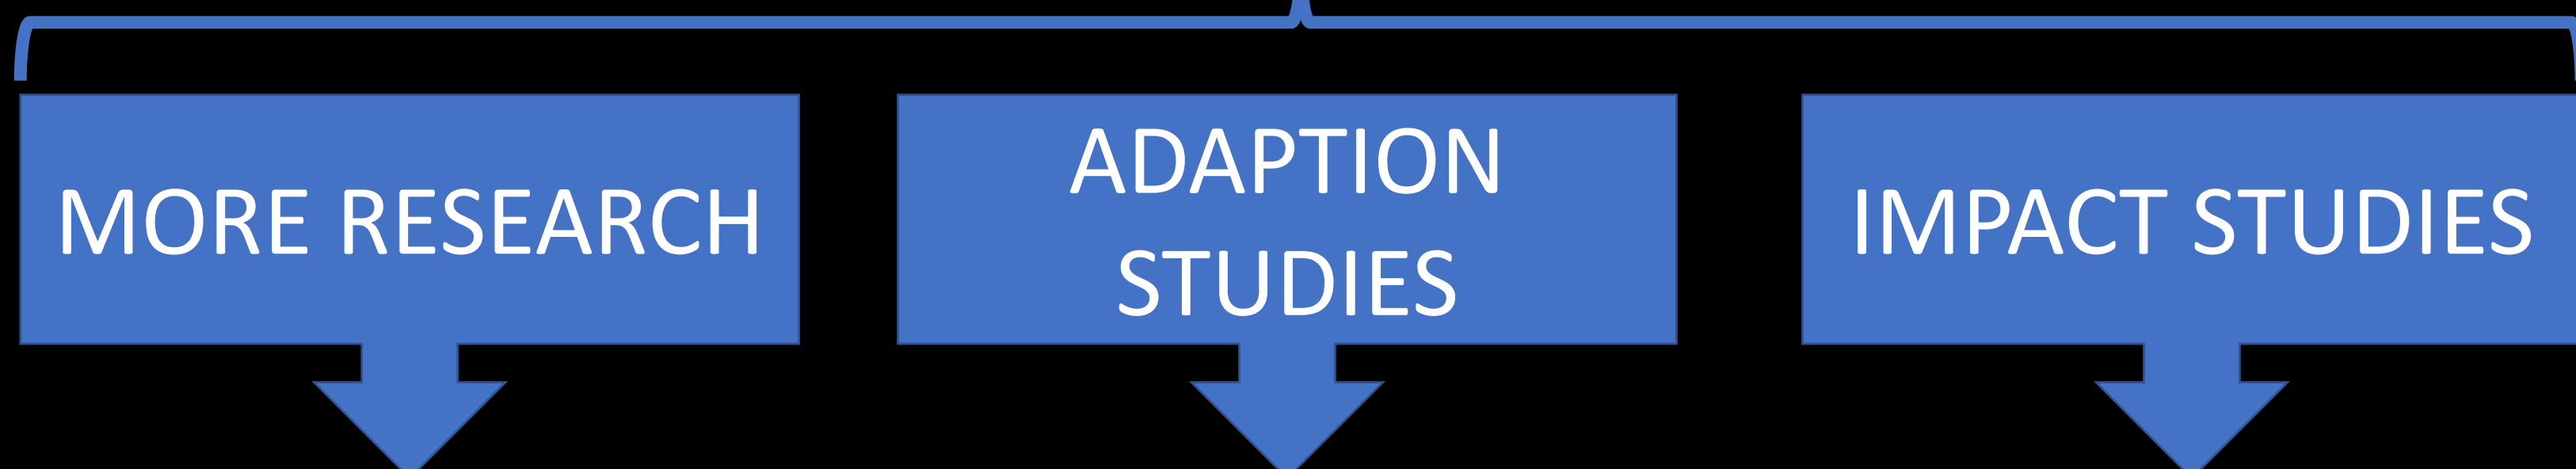 MORE RESEARCH
ADAPTION
STUDIES
IMPACT STUDIES